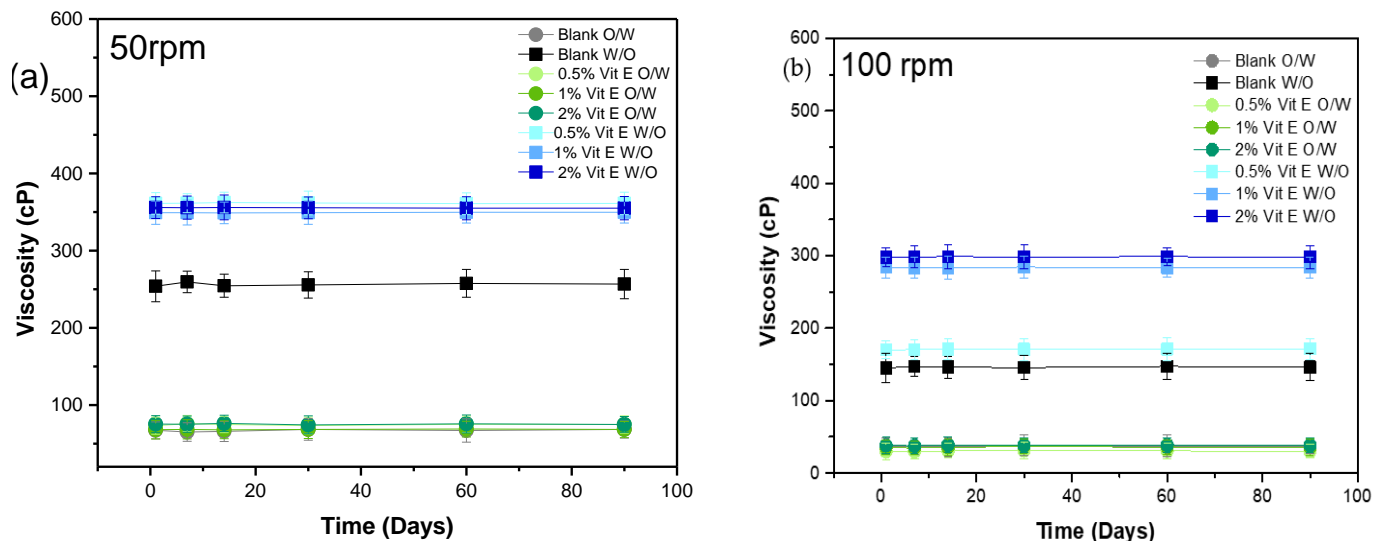 (a)
50rpm
Blank O/W
Blank W/O
0.5% Vit E O/W
1% Vit E O/W
2% Vit E O/W
0.5% Vit E W/O
1% Vit E W/O
2% Vit E W/O
600
500
400
300
200
100
Viscosity (cP)
0 20 40 60 80 100
Time (Days)
(b)
100 rpm
Blank O/W
Blank W/O
0.5% Vit E O/W
1% Vit E O/W
2% Vit E O/W
0.5% Vit E W/O
1% Vit E W/O
2% Vit E W/O
600
500
400
300
200
100
0
Viscosity (cP)
0 20 40 60 80 100
Time (Days)